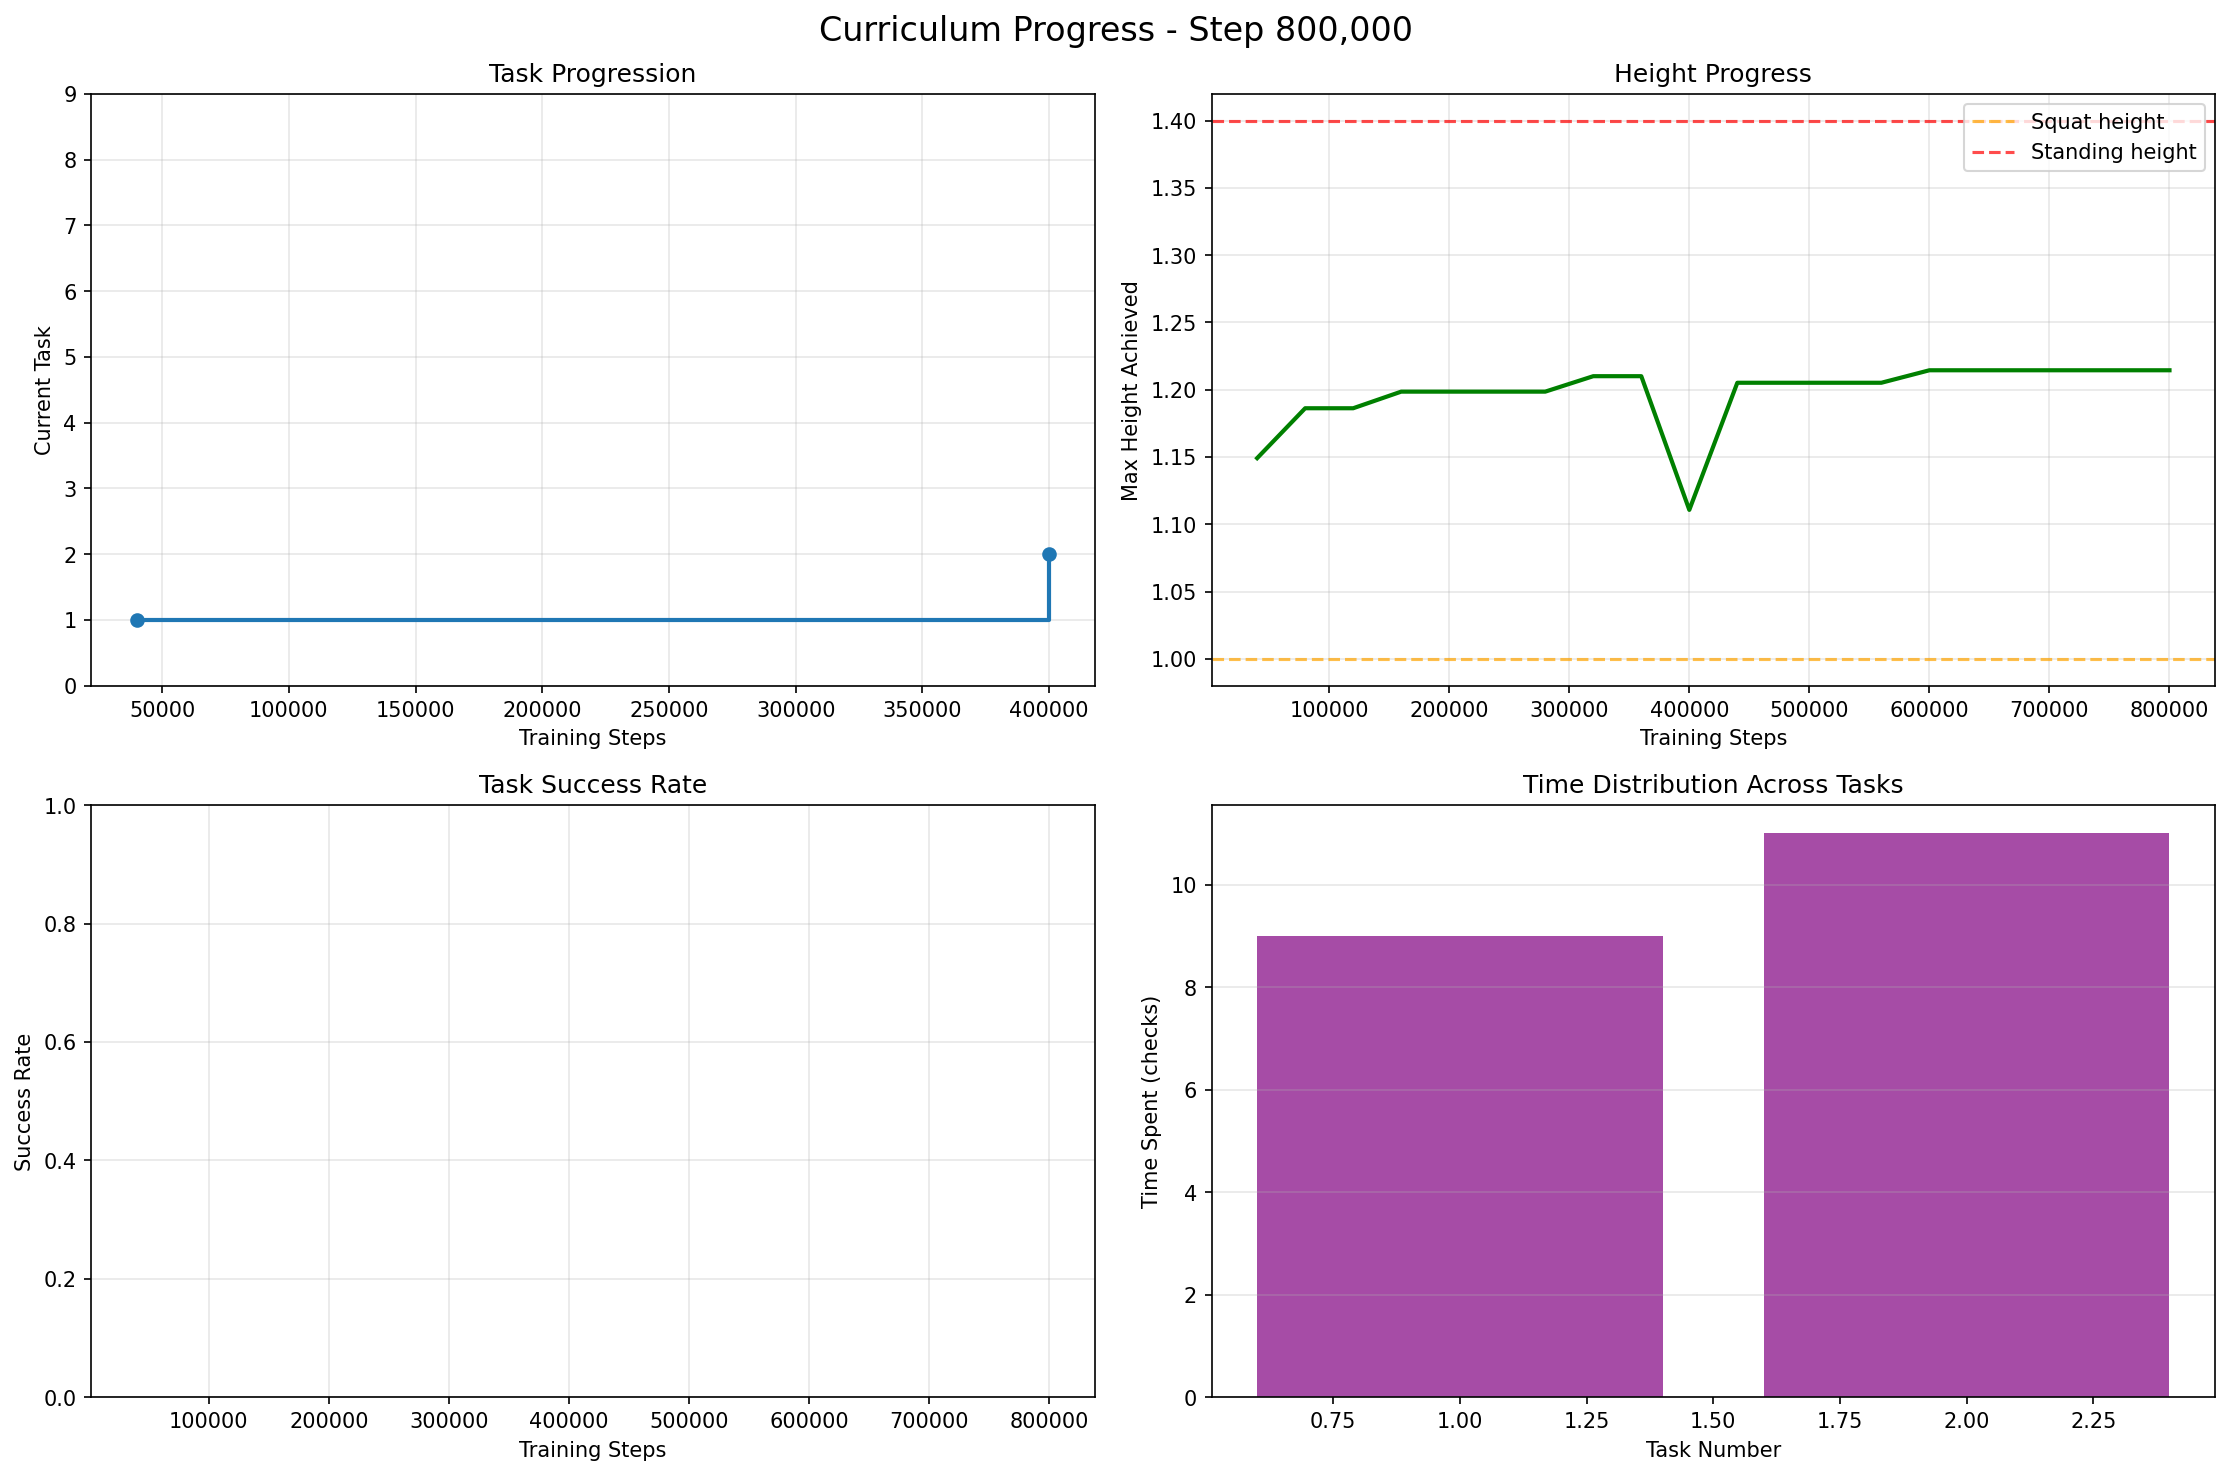 Curriculum Progress - Step 800,000
Task Progression
9
8
7
6
5
4
3
2
1
0
Current Task
50000 100000 150000 200000 250000 300000 350000 400000
Training Steps
Height Progress
1.40
1.35
1.30
1.25
1.20
1.15
1.10
1.05
1.00
Max Height Achieved
Squat height
Standing height
100000 200000 300000 400000 500000 600000 700000 800000
Training Steps
Task Success Rate
1.0
0.8
0.6
0.4
0.2
0.0
Success Rate
100000 200000 300000 400000 500000 600000 700000 800000
Training Steps
Time Distribution Across Tasks
10
8
6
4
2
0
Time Spent (checks)
0.75 1.00 1.25 1.50 1.75 2.00 2.25
Task Number